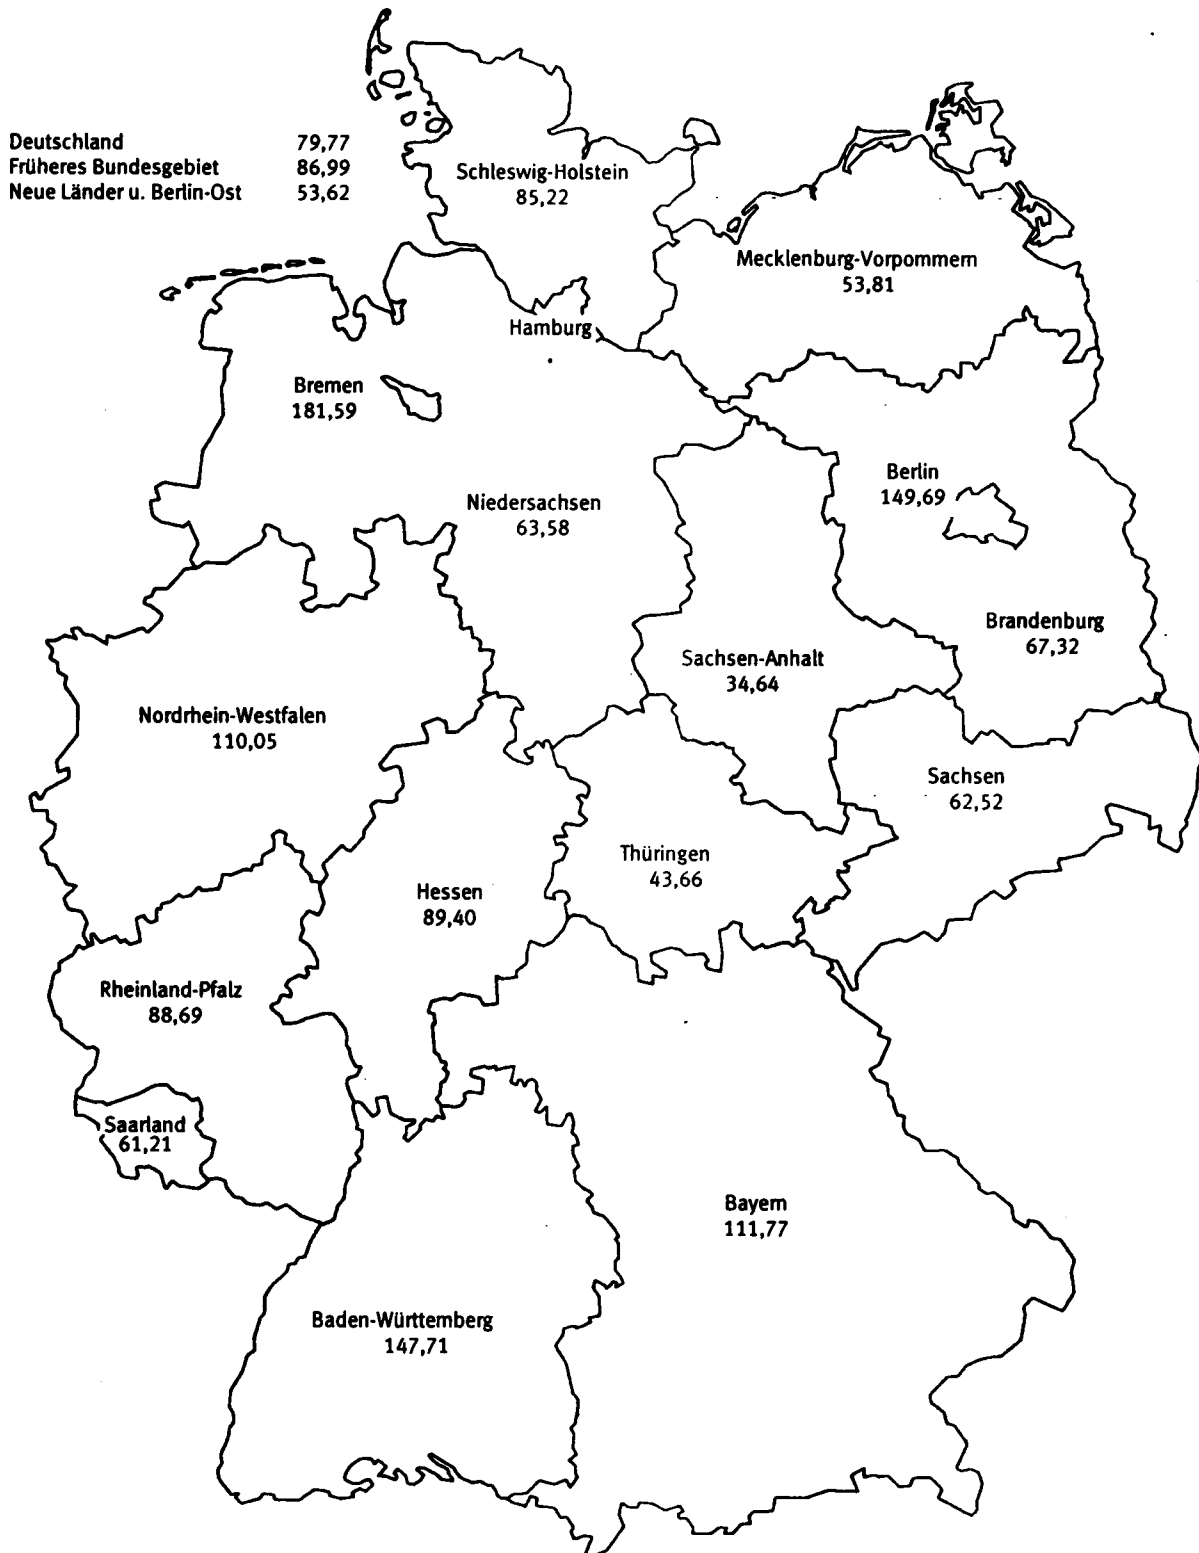 Deutschland 79,77
Früheres Bundesgebiet 86,99
Neue Länder u. Berlin-Ost 53,62
Schleswig-Holstein
85,22
Mecklenburg-Vorpommern
53,81
Hamburg
Bremen
181,59
Berlin
149,69
Niedersachsen
63,58
Brandenburg
67,32
Sachsen-Anhalt
34,64
Nordrhein-Westfalen
110,05
Sachsen
62,52
Thüringen
43,66
Hessen
89,40
Rheinland-Pfalz
88,69
Saarland
61,21
Bayern
111,77
Baden-Württemberg
147,71